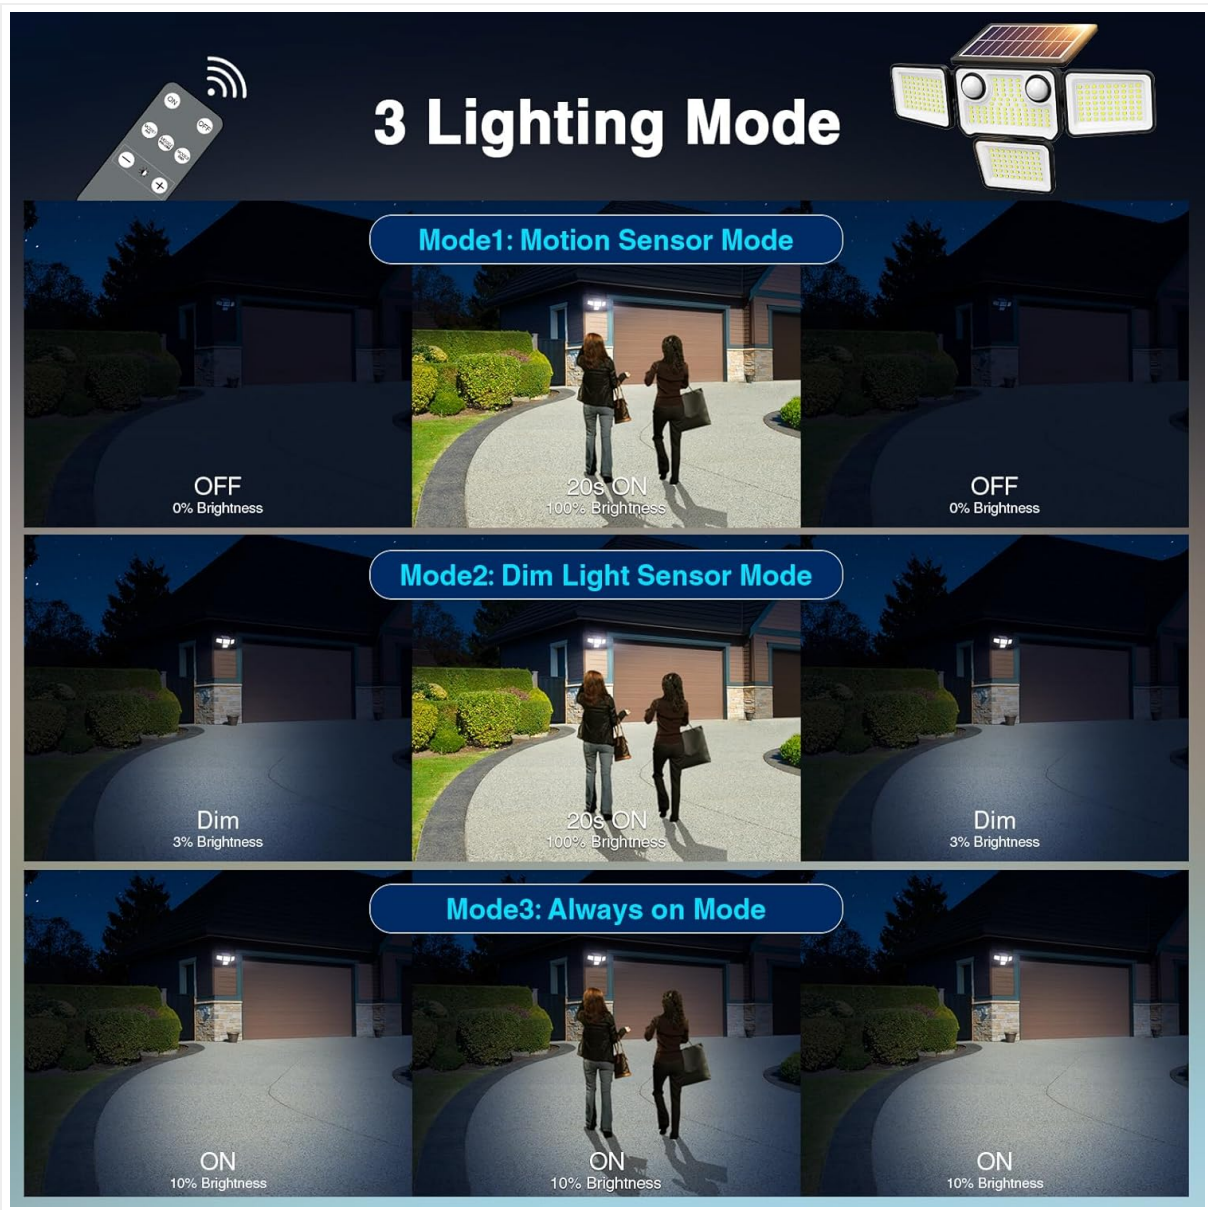 ON
OFF
3 Lighting Mode
Mode1: Motion Sensor Mode
OFF
0% Brightness
20s ON
100% Brightness
OFF
0% Brightness
Mode2: Dim Light Sensor Mode
Dim
3% Brightness
20s ON
100% Brightness
Dim
3% Brightness
Mode3: Always on Mode
ON
10% Brightness
ON
10% Brightness
ON
10% Brightness